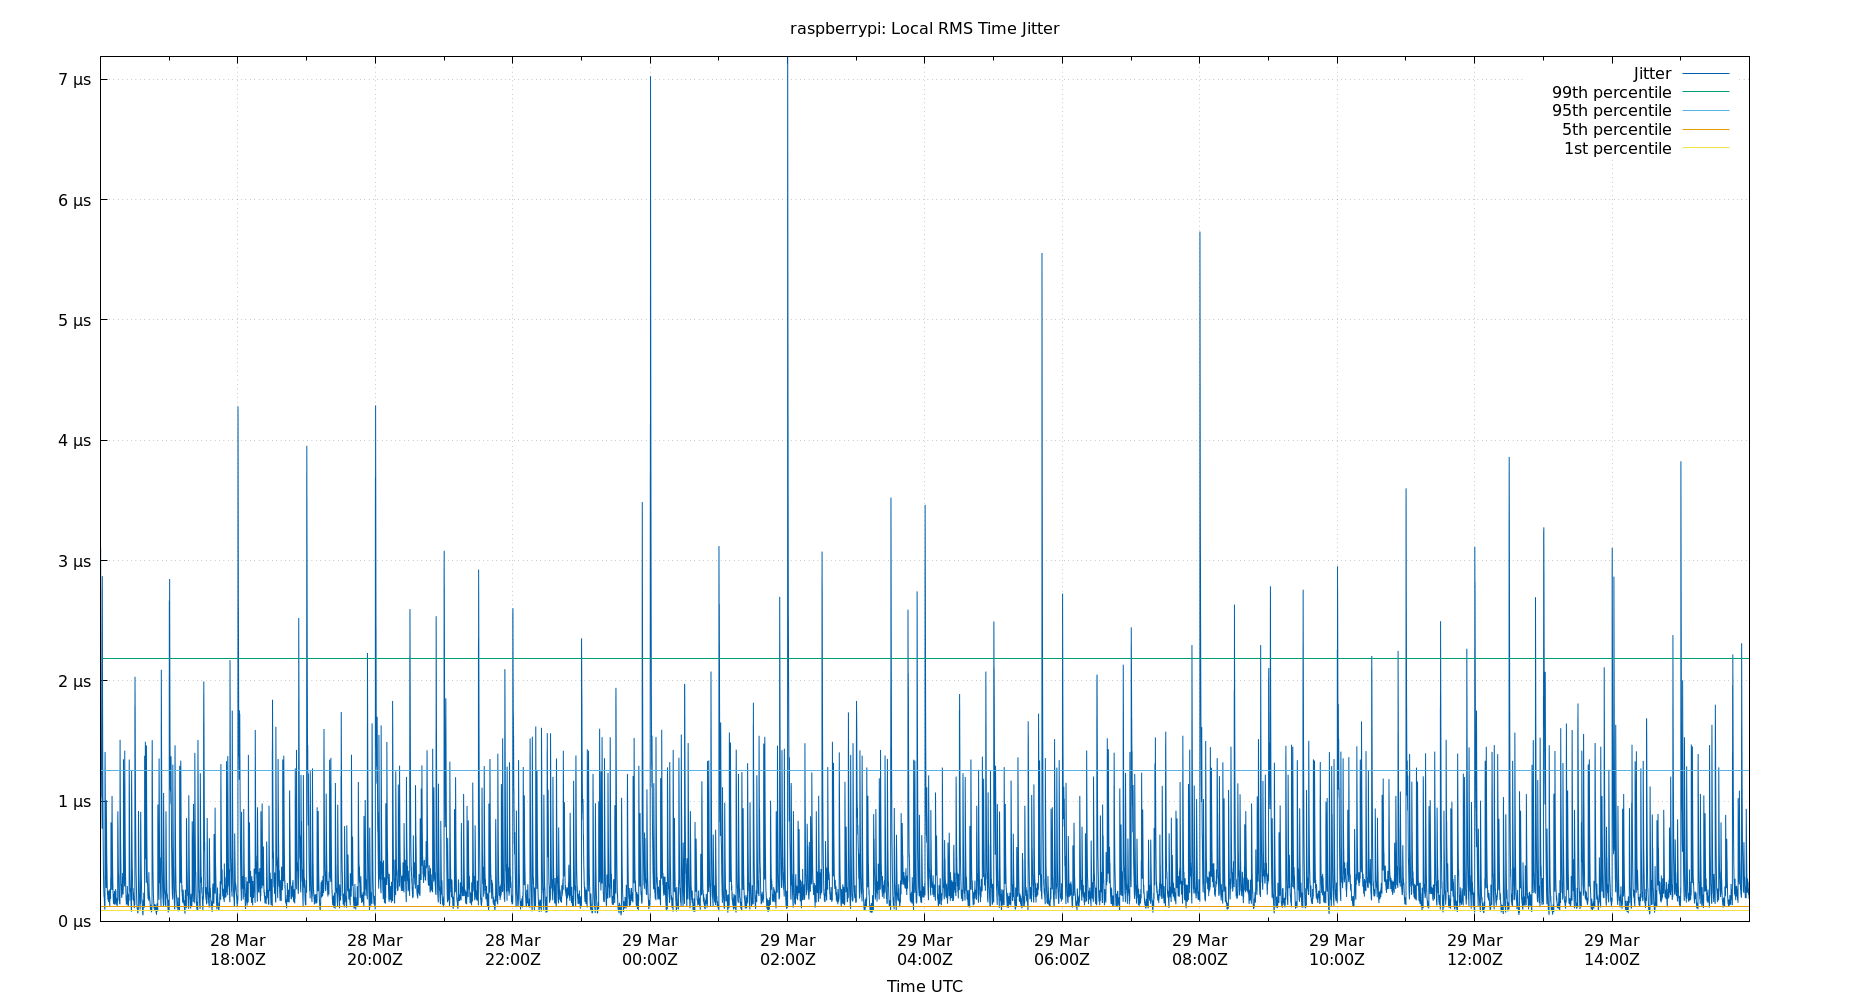 raspberrypi: Local RMS Time Jitter
Jitter
99th percentile
95th percentile
5th percentile
1st percentile
7 µs
6 µs
5 µs
4 µs
3 µs
2 µs
1 µs
0 µs
28 Mar 28 Mar 28 Mar 29 Mar 29 Mar 29 Mar 29 Mar 29 Mar 29 Mar 29 Mar 29 Mar
18:00Z 20:00Z 22:00Z 00:00Z 02:00Z 04:00Z 06:00Z 08:00Z 10:00Z 12:00Z 14:00Z
Time UTC